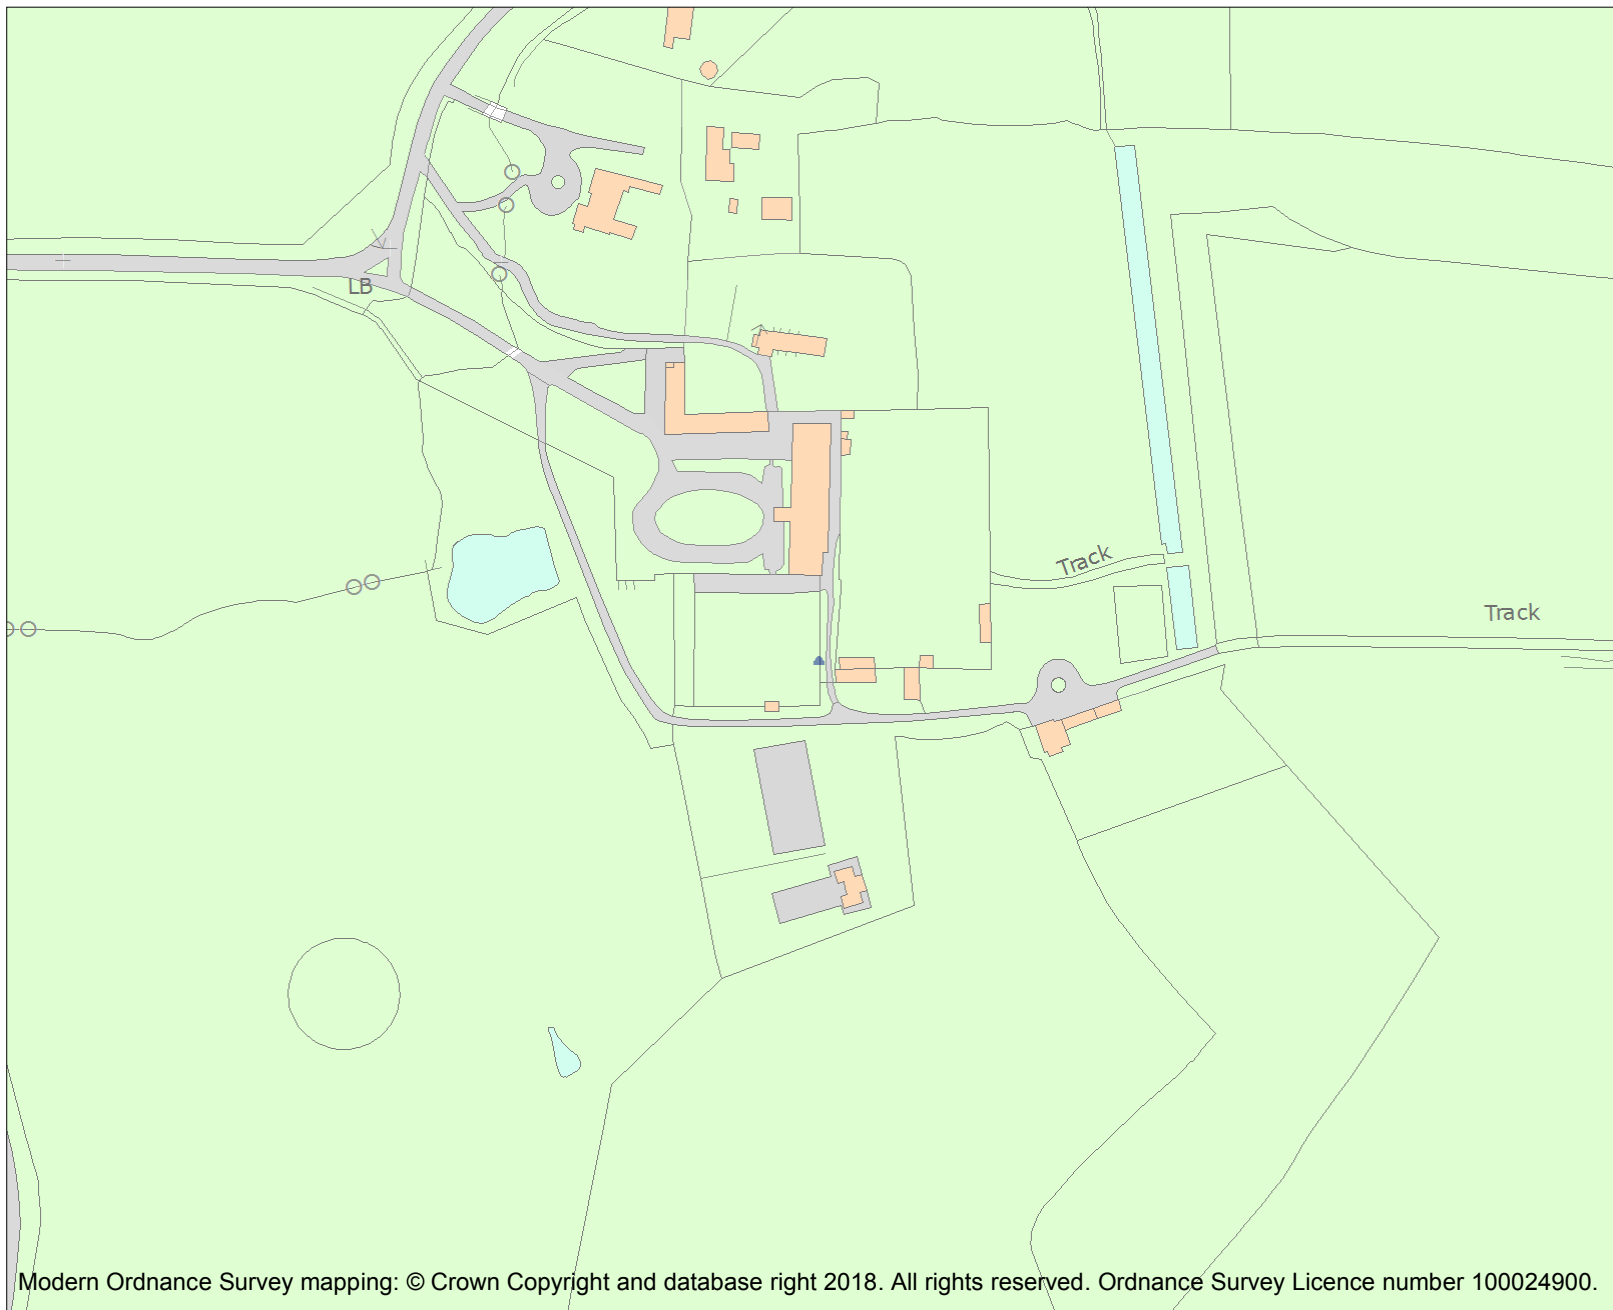 LB
Track
Track
Modern Ordnance Survey mapping: © Crown Copyright and database right 2018. All rights reserved. Ordnance Survey Licence number 100024900.